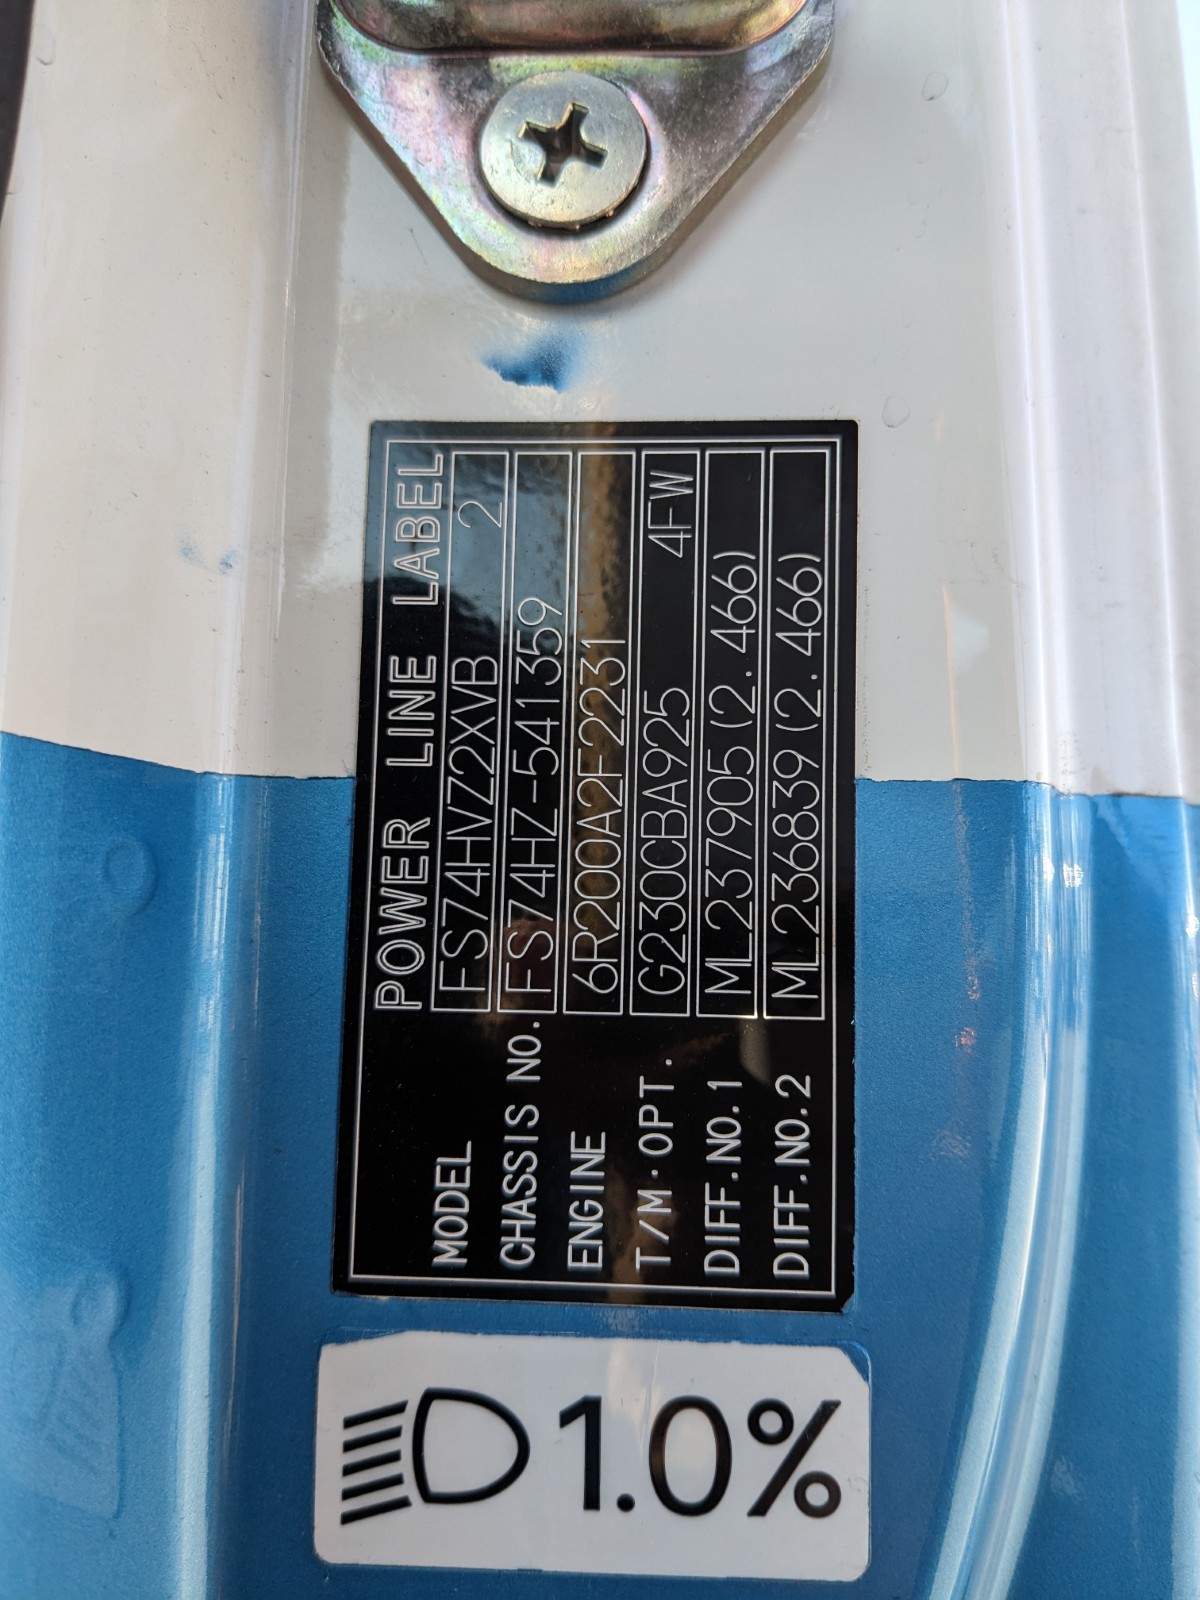 POWER LINE LABEL
MODEL FS74HVZ2XVB 2
CHASSIS NO. FS74HZ-541359
ENGINE 6R200A2F2231
T/M·OPT. G230CBA925 4FW
DIFF.NO.1 ML237905(2.466)
DIFF.NO.2 ML236839(2.466)
1.0%